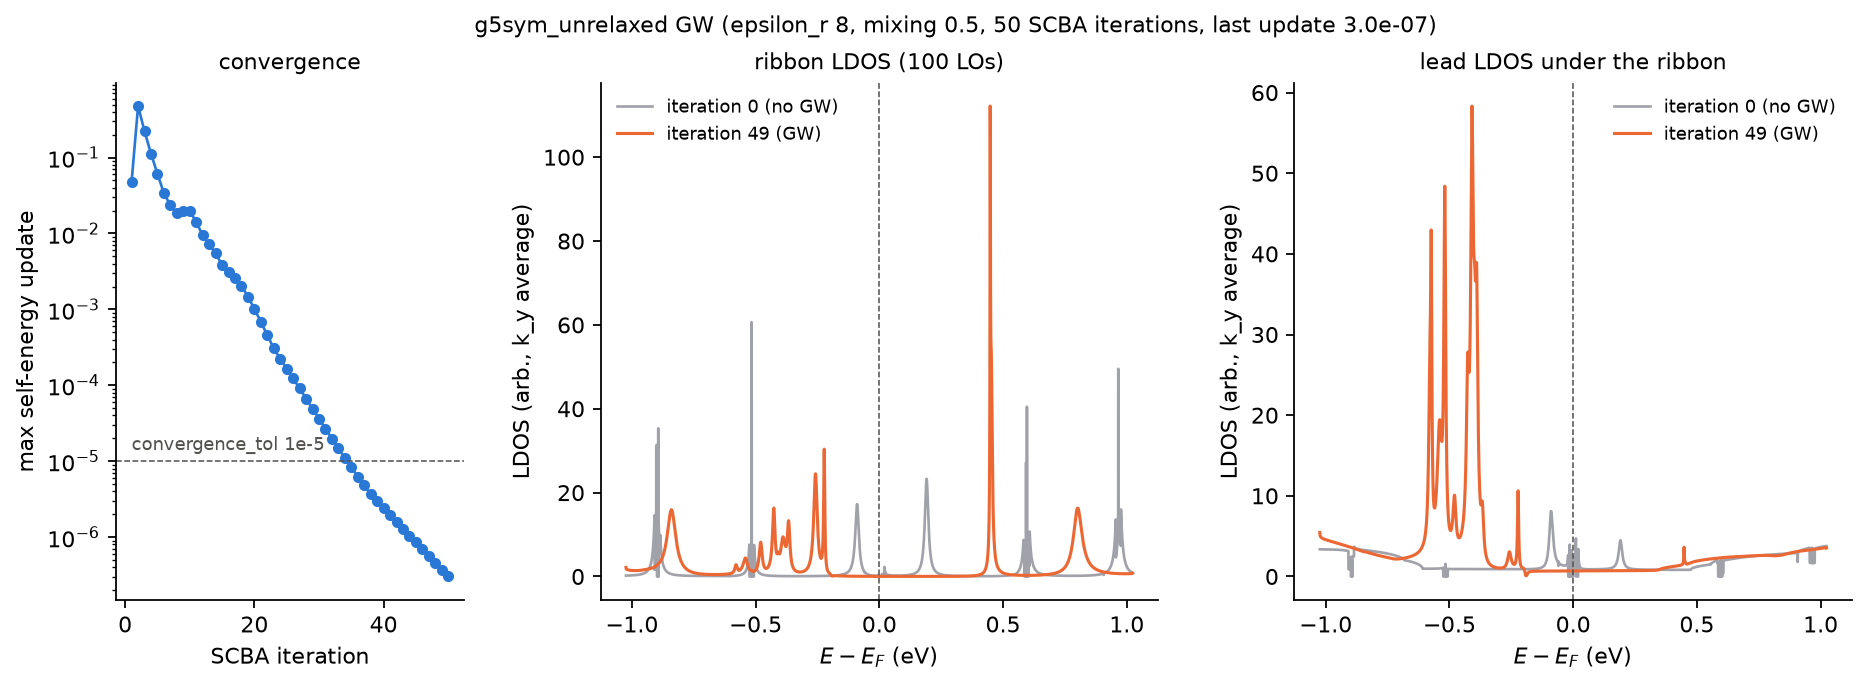 g5sym_unrelaxed GW (epsilon_r 8, mixing 0.5, 50 SCBA iterations, last update 3.0e-07)
convergence
max self-energy update
10⁻¹
10⁻²
10⁻³
10⁻⁴
10⁻⁵
10⁻⁶
convergence_tol 1e-5
0
20
40
SCBA iteration
ribbon LDOS (100 LOs)
LDOS (arb., k_y average)
100
80
60
40
20
0
iteration 0 (no GW)
iteration 49 (GW)
−1.0
−0.5
0.0
0.5
1.0
E − E_F (eV)
lead LDOS under the ribbon
LDOS (arb., k_y average)
60
50
40
30
20
10
0
iteration 0 (no GW)
iteration 49 (GW)
−1.0
−0.5
0.0
0.5
1.0
E − E_F (eV)